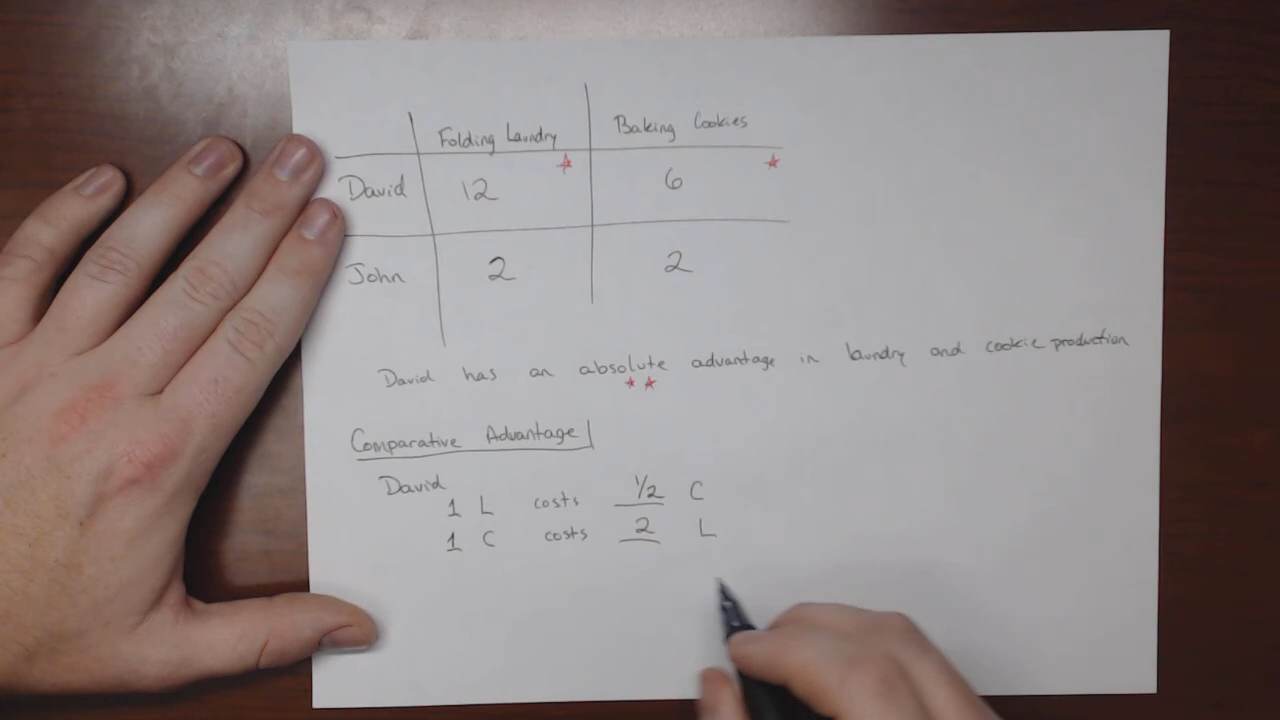 Folding Laundry Baking Cookies
David 12 6
John 2 2
David has an absolute advantage in laundry and cookie production
Comparative Advantage
David
1 L costs 1/2 C
1 C costs 2 L